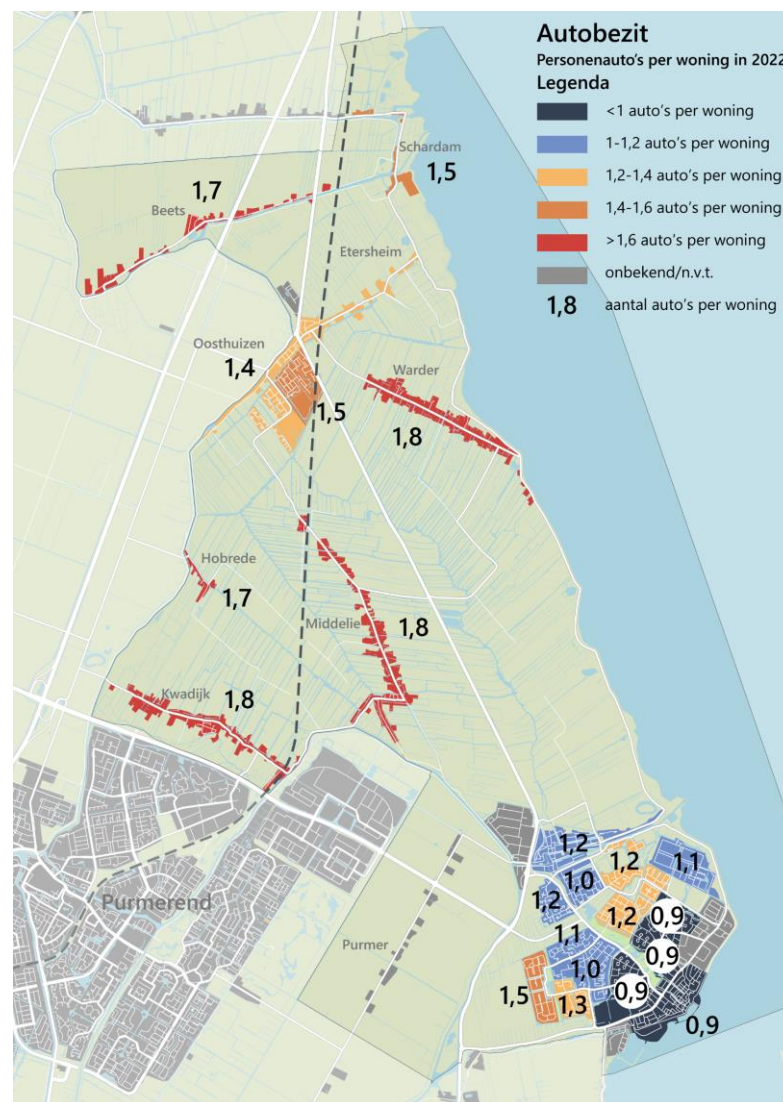 Autobezit
Personenauto's per woning in 2022
Legenda
<1 auto's per woning
1-1,2 auto's per woning
1,2-1,4 auto's per woning
1,4-1,6 auto's per woning
>1,6 auto's per woning
onbekend/n.v.t.
1,8 aantal auto's per woning
Schardam
1,5
1,7
Beets
Etersheim
Oosthuizen
1,4
1,5
Warder
1,8
Hobrede
1,7
Middelie
1,8
Kwadijk
1,8
Purmerend
Purmer
1,2
1,2
1,1
1,0
1,2
1,2
0,9
1,1
0,9
1,0
0,9
1,5
1,3
0,9